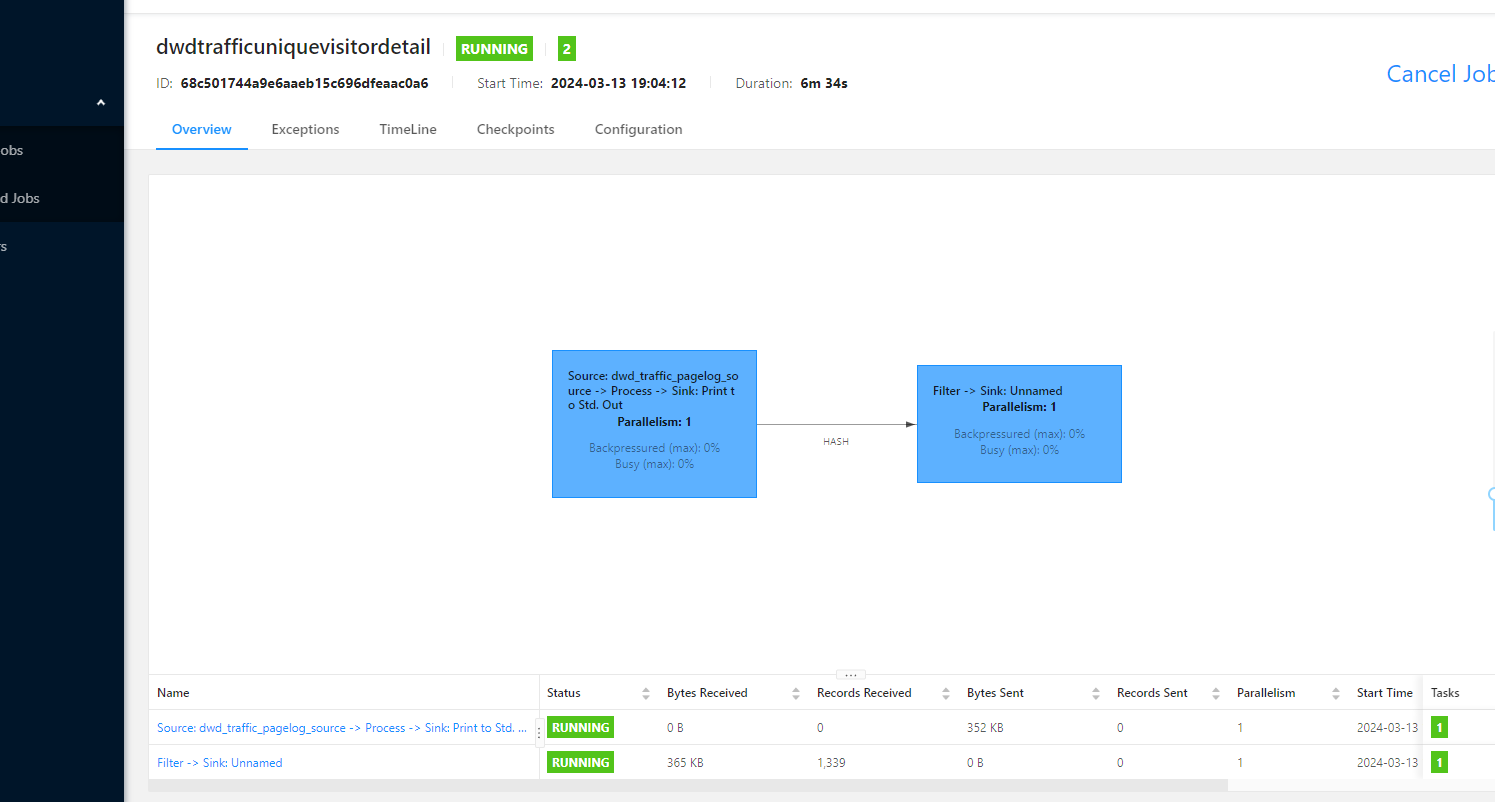 dwdtrafficuniquevisitordetail RUNNING 2
ID: 68c501744a9e6aaeb15c696dfeaac0a6 Start Time: 2024-03-13 19:04:12 Duration: 6m 34s
Cancel Job
Overview Exceptions TimeLine Checkpoints Configuration
obs
d Jobs
s
Source: dwd_traffic_pagelog_so
urce -> Process -> Sink: Print t
o Std. Out
Parallelism: 1
Backpressured (max): 0%
Busy (max): 0%
HASH
Filter -> Sink: Unnamed
Parallelism: 1
Backpressured (max): 0%
Busy (max): 0%
...
Name Status Bytes Received Records Received Bytes Sent Records Sent Parallelism Start Time Tasks
Source: dwd_traffic_pagelog_source -> Process -> Sink: Print to Std. ... RUNNING 0 B 0 352 KB 0 1 2024-03-13 1
Filter -> Sink: Unnamed RUNNING 365 KB 1,339 0 B 0 1 2024-03-13 1